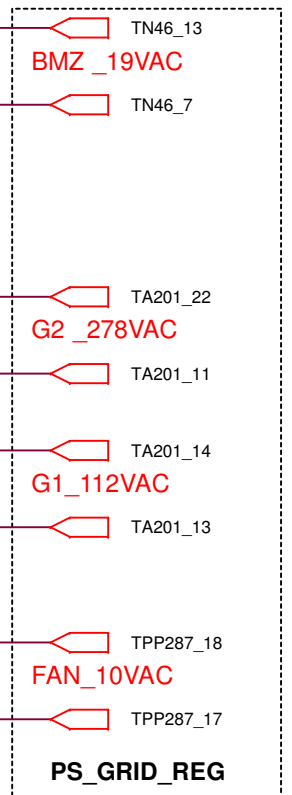 TN46_13
BMZ _19VAC
TN46_7
TA201_22
G2 _278VAC
TA201_11
TA201_14
G1_112VAC
TA201_13
TPP287_18
FAN_10VAC
TPP287_17
PS_GRID_REG